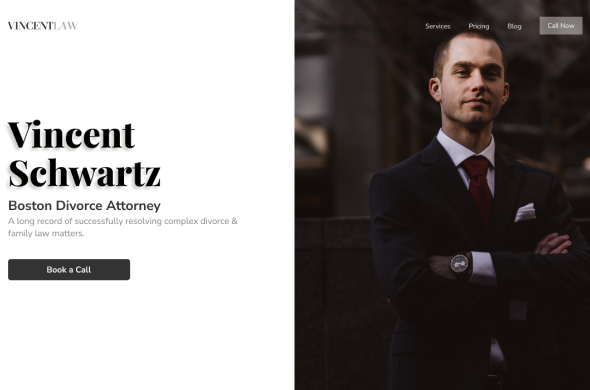 VINCENTLAW
Services Pricing Blog Call Now
Vincent
Schwartz
Boston Divorce Attorney
A long record of successfully resolving complex divorce &
family law matters.
Book a Call